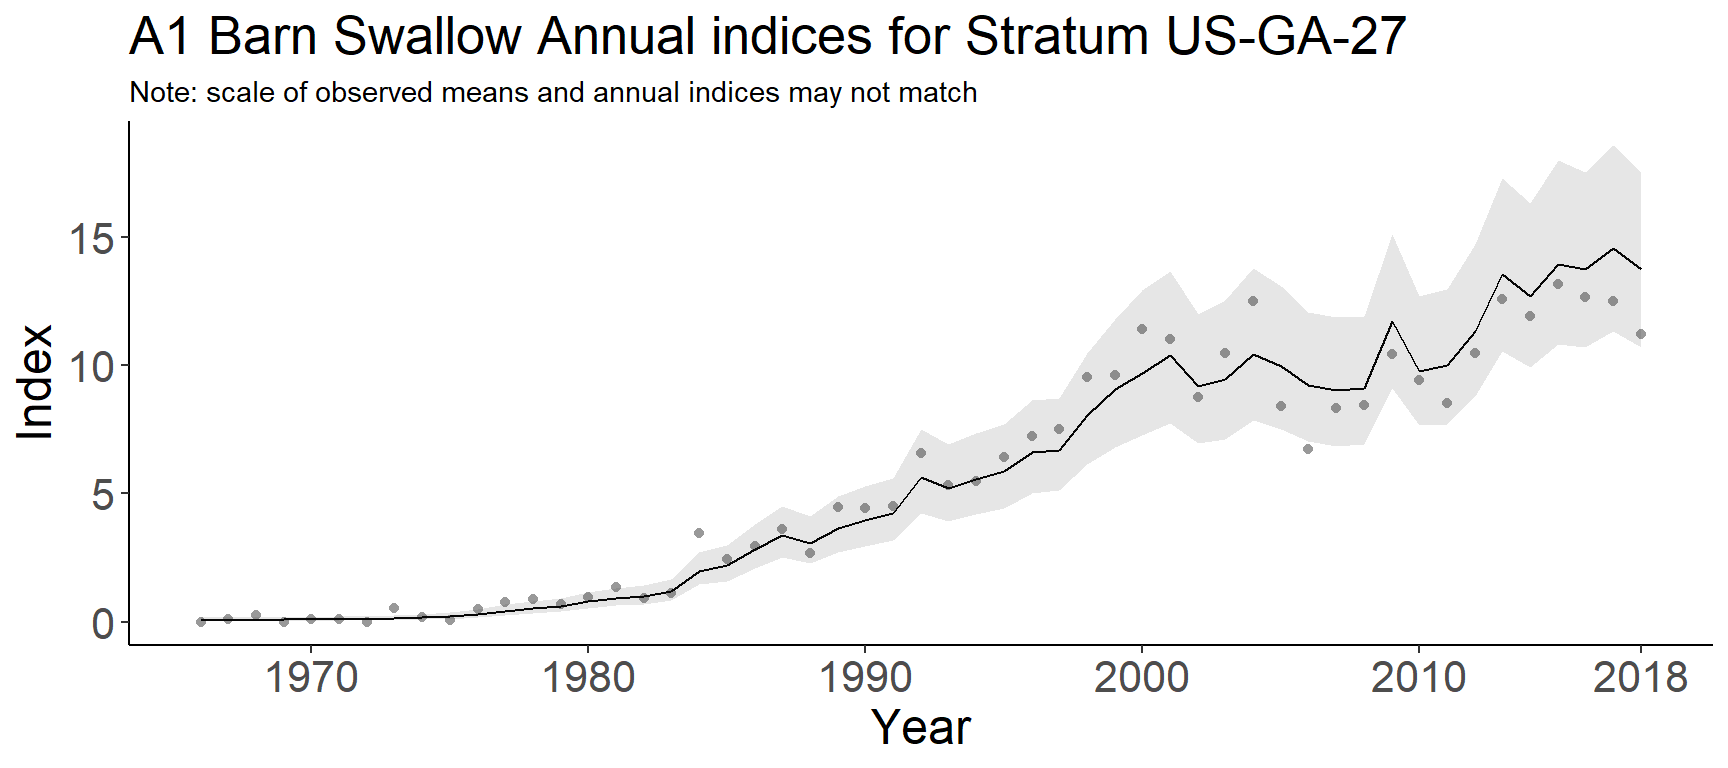 A1 Barn Swallow Annual indices for Stratum US-GA-27
Note: scale of observed means and annual indices may not match
15
10
5
0
Index
1970 1980 1990 2000 2010 2018
Year